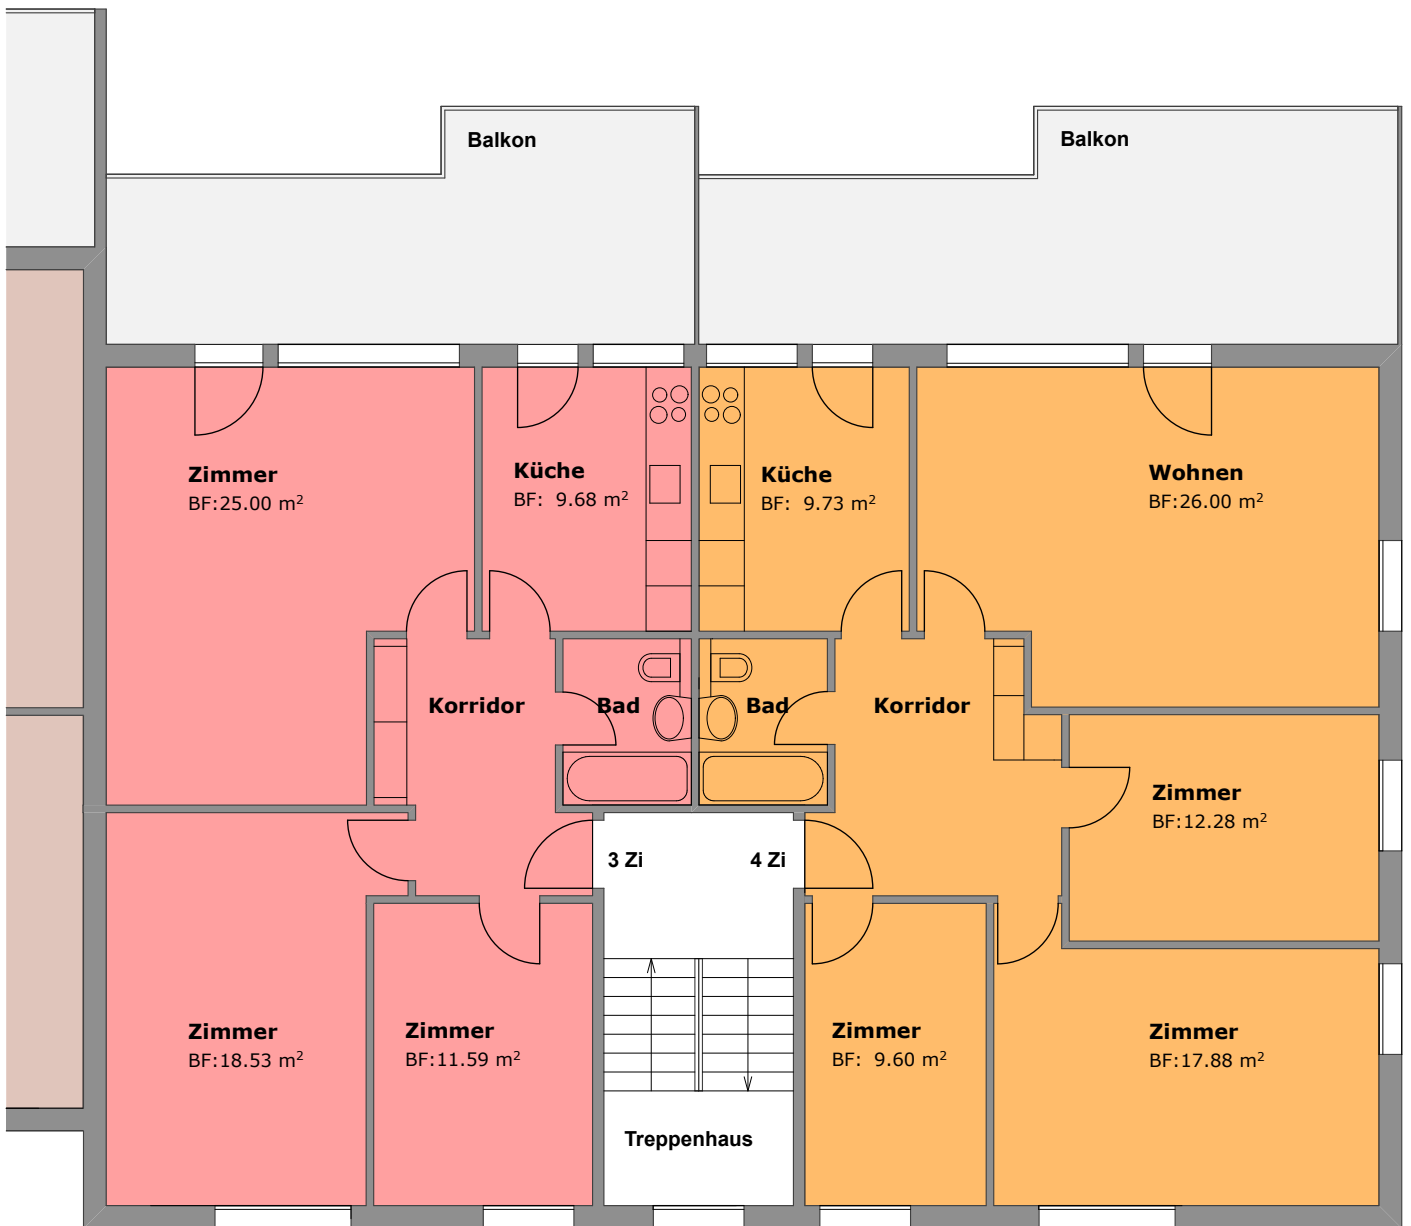 Balkon
Balkon
Zimmer
BF:25.00 m²
Küche
BF: 9.68 m²
Küche
BF: 9.73 m²
Wohnen
BF:26.00 m²
Korridor
Bad
Bad
Korridor
Zimmer
BF:12.28 m²
3 Zi
4 Zi
Zimmer
BF:18.53 m²
Zimmer
BF:11.59 m²
Zimmer
BF: 9.60 m²
Zimmer
BF:17.88 m²
Treppenhaus